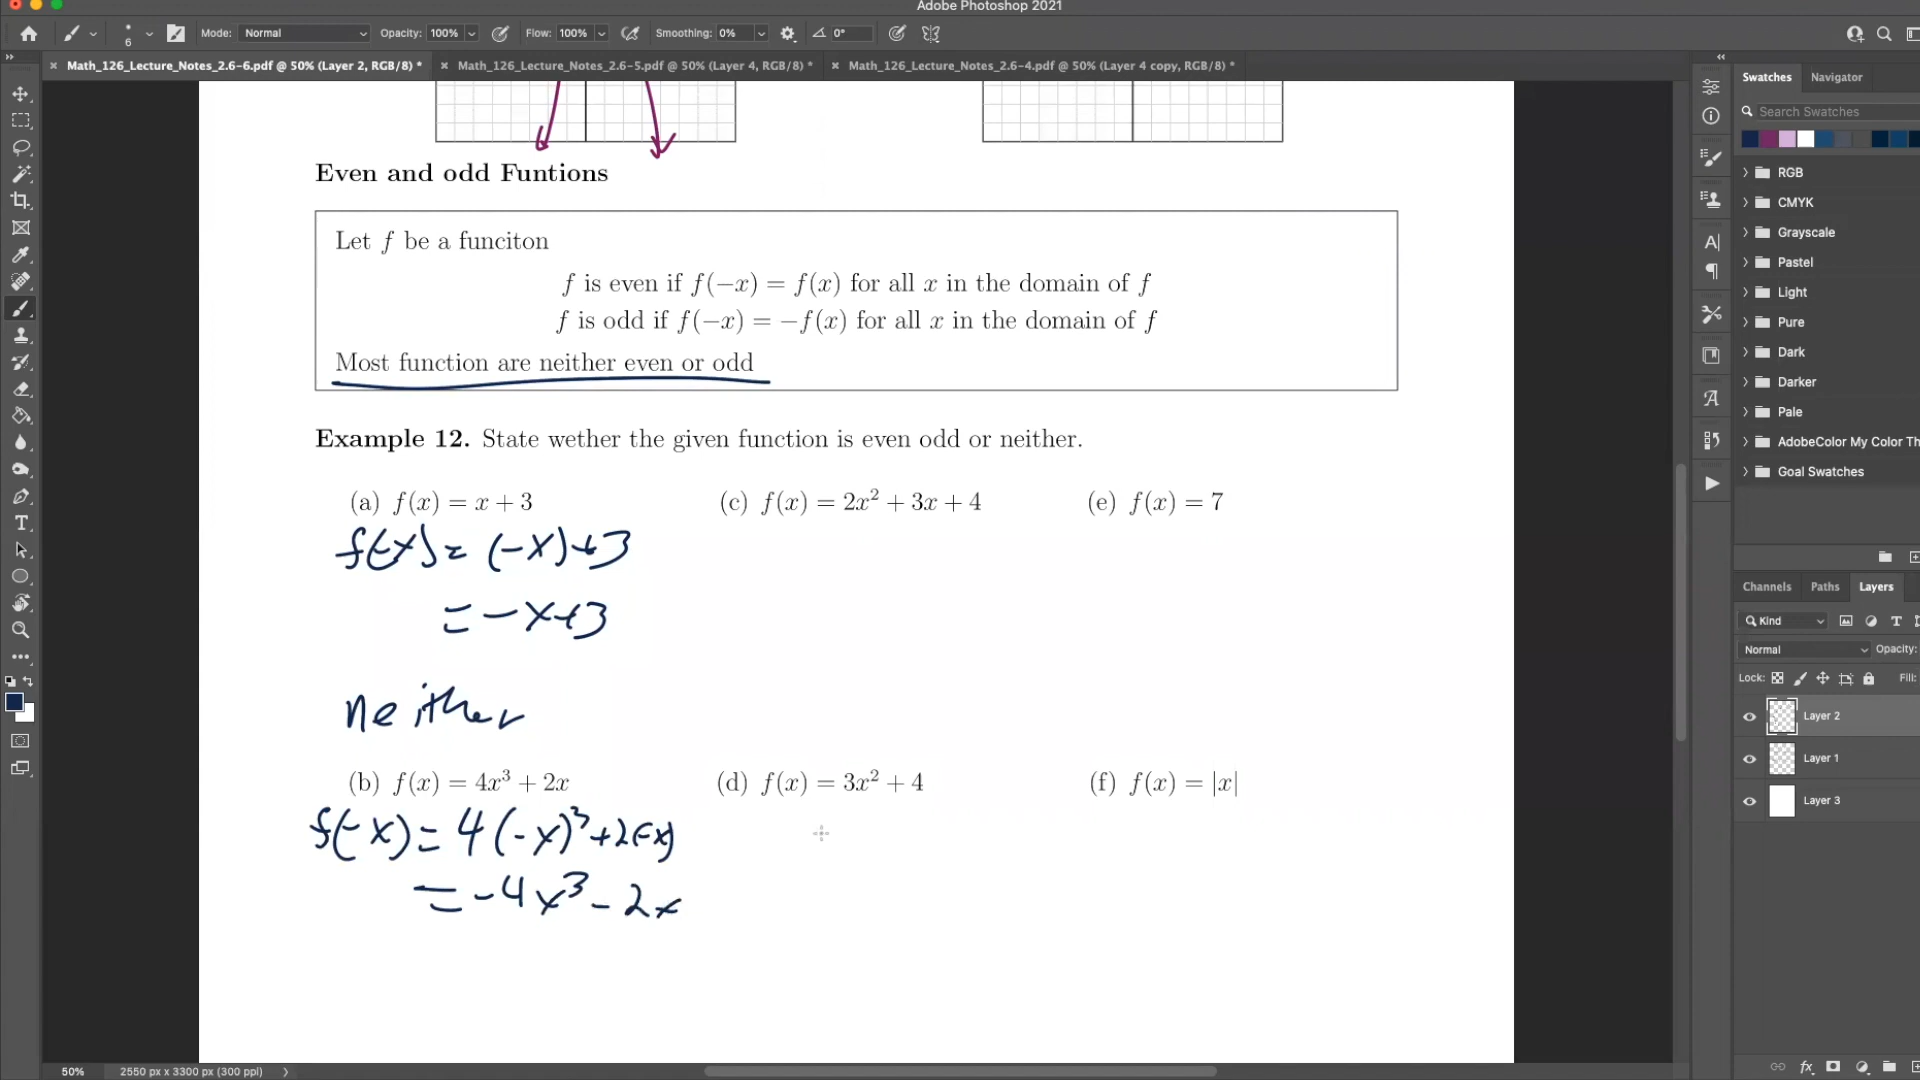 Adobe Photoshop 2021
6 Mode: Normal Opacity: 100% Flow: 100% Smoothing: 0% 0°
Math_126_Lecture_Notes_2.6-6.pdf @ 50% (Layer 2, RGB/8) *
Math_126_Lecture_Notes_2.6-5.pdf @ 50% (Layer 4, RGB/8) *
Math_126_Lecture_Notes_2.6-4.pdf @ 50% (Layer 4 copy, RGB/8) *
Even and odd Funtions
Let f be a funciton
f is even if f(−x) = f(x) for all x in the domain of f
f is odd if f(−x) = −f(x) for all x in the domain of f
Most function are neither even or odd
Example 12. State wether the given function is even odd or neither.
(a) f(x) = x + 3
(c) f(x) = 2x² + 3x + 4
(e) f(x) = 7
f(-x) = (-x)+3
= -x+3
neither
(b) f(x) = 4x³ + 2x
(d) f(x) = 3x² + 4
(f) f(x) = |x|
f(-x) = 4(-x)³+2(-x)
= -4x³ - 2x
50% 2550 px x 3300 px (300 ppi)
Swatches Navigator
Search Swatches
RGB
CMYK
Grayscale
Pastel
Light
Pure
Dark
Darker
Pale
AdobeColor My Color Th
Goal Swatches
Channels Paths Layers
Kind
Normal Opacity:
Lock: Fill:
Layer 2
Layer 1
Layer 3
fx